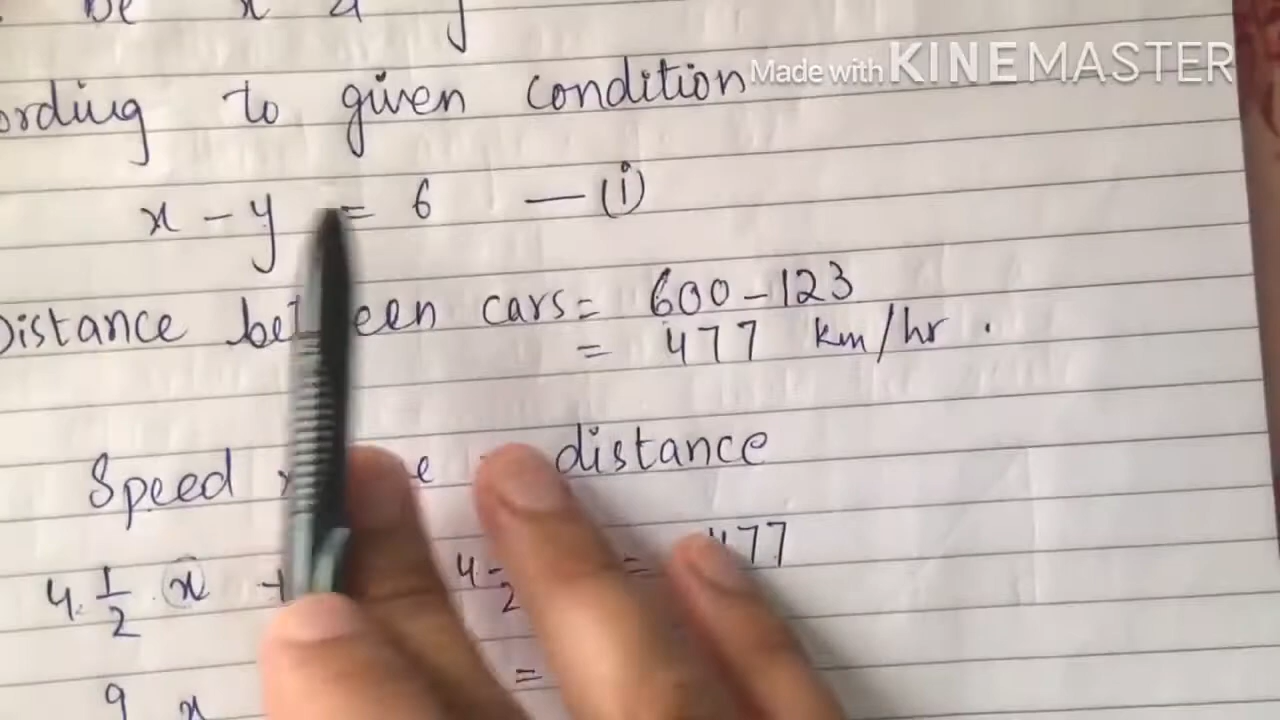 be x & y
ording to given condition
Made with KINEMASTER
x - y = 6 — (i)
Distance between cars = 600 - 123
= 477 km/hr .
Speed distance
4 1/2 x 4 1/2 = 477
=
9 x